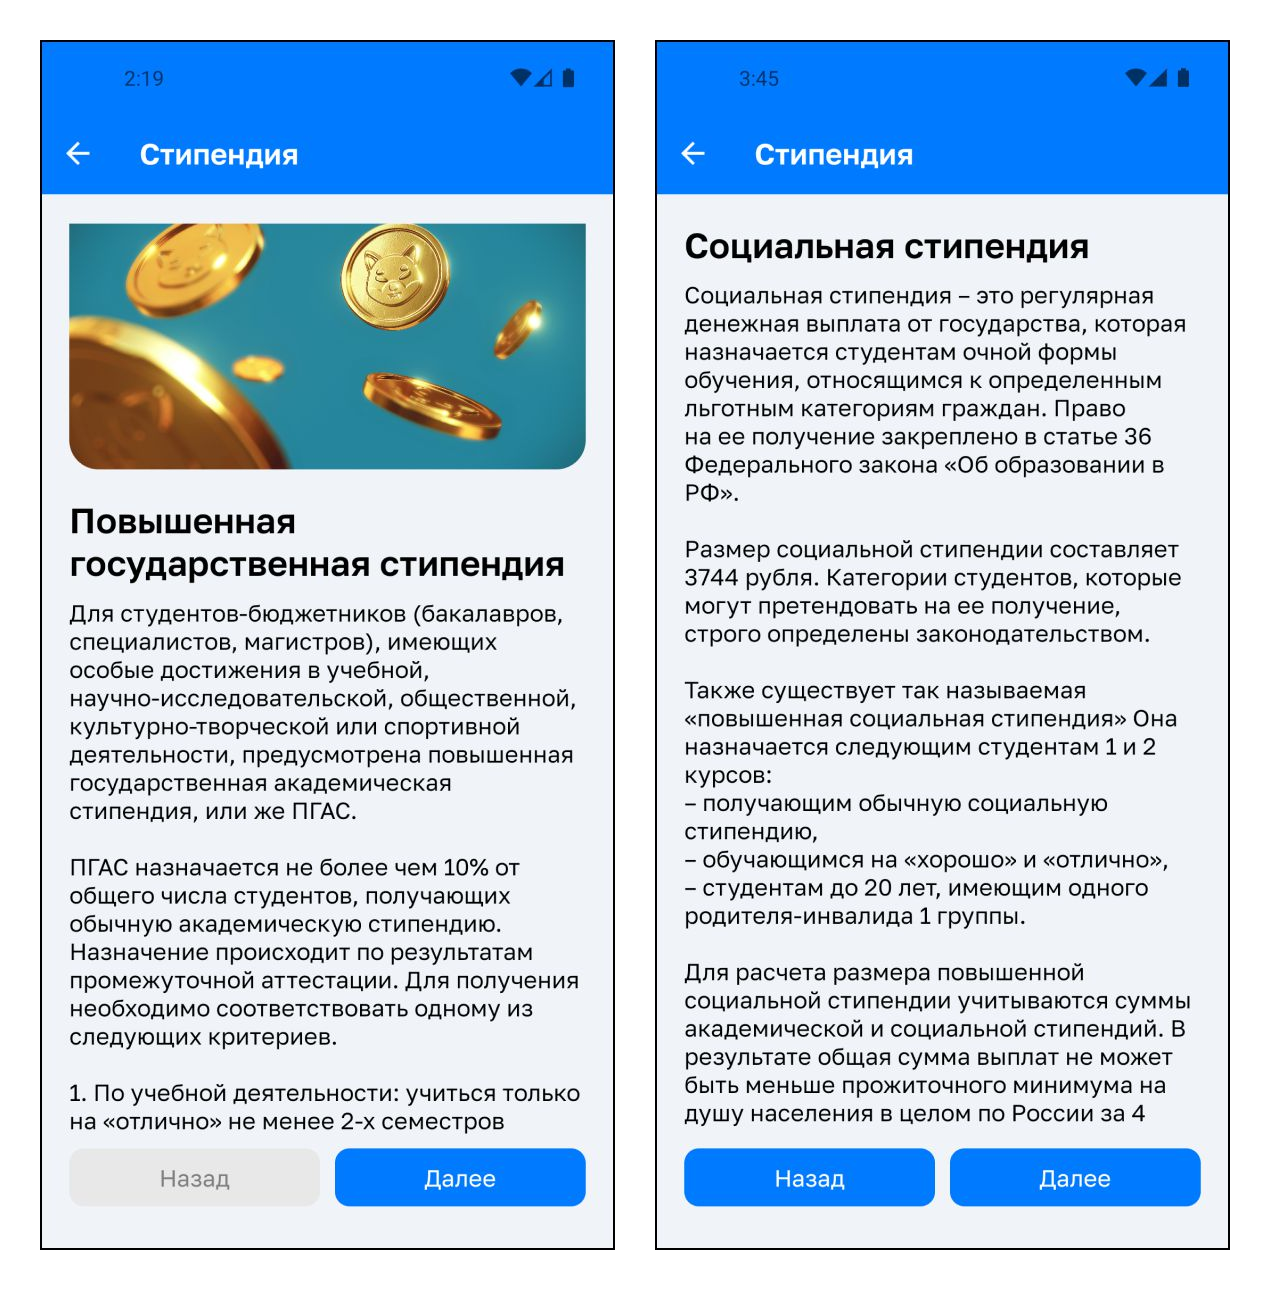 2:19
Стипендия
Повышенная
государственная стипендия
Для студентов-бюджетников (бакалавров,
специалистов, магистров), имеющих
особые достижения в учебной,
научно-исследовательской, общественной,
культурно-творческой или спортивной
деятельности, предусмотрена повышенная
государственная академическая
стипендия, или же ПГАС.
ПГАС назначается не более чем 10% от
общего числа студентов, получающих
обычную академическую стипендию.
Назначение происходит по результатам
промежуточной аттестации. Для получения
необходимо соответствовать одному из
следующих критериев.
1. По учебной деятельности: учиться только
на «отлично» не менее 2-х семестров
Назад
Далее
3:45
Стипендия
Социальная стипендия
Социальная стипендия – это регулярная
денежная выплата от государства, которая
назначается студентам очной формы
обучения, относящимся к определенным
льготным категориям граждан. Право
на ее получение закреплено в статье 36
Федерального закона «Об образовании в
РФ».
Размер социальной стипендии составляет
3744 рубля. Категории студентов, которые
могут претендовать на ее получение,
строго определены законодательством.
Также существует так называемая
«повышенная социальная стипендия» Она
назначается следующим студентам 1 и 2
курсов:
– получающим обычную социальную
стипендию,
– обучающимся на «хорошо» и «отлично»,
– студентам до 20 лет, имеющим одного
родителя-инвалида 1 группы.
Для расчета размера повышенной
социальной стипендии учитываются суммы
академической и социальной стипендий. В
результате общая сумма выплат не может
быть меньше прожиточного минимума на
душу населения в целом по России за 4
Назад
Далее